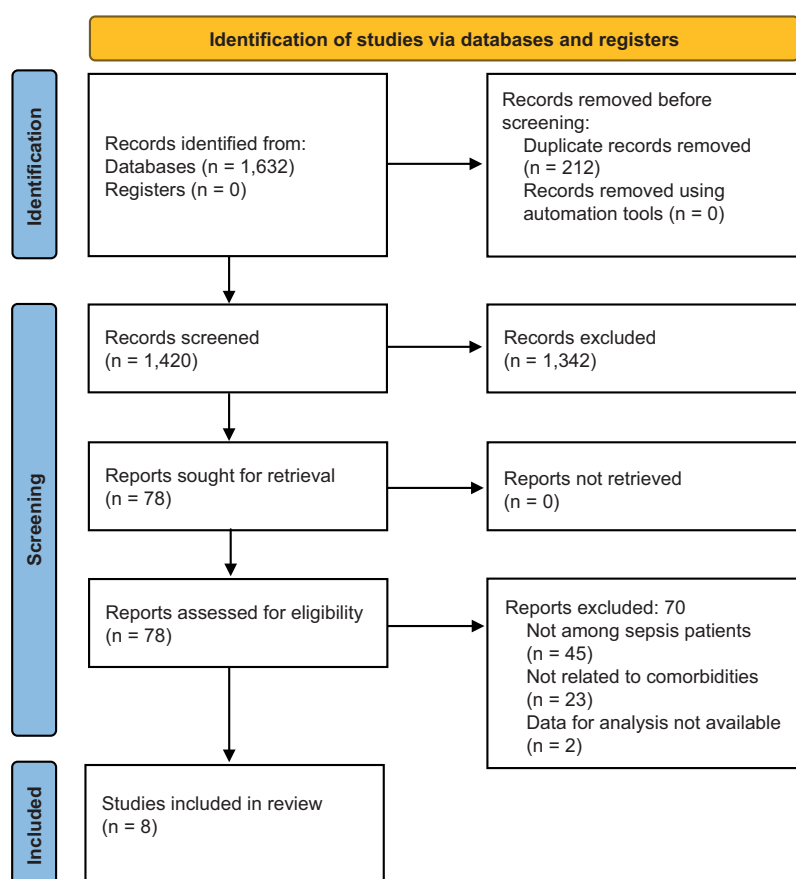 Identification of studies via databases and registers
Identification
Records identified from:
Databases (n = 1,632)
Registers (n = 0)
Records removed before
screening:
Duplicate records removed
(n = 212)
Records removed using
automation tools (n = 0)
Screening
Records screened
(n = 1,420)
Records excluded
(n = 1,342)
Reports sought for retrieval
(n = 78)
Reports not retrieved
(n = 0)
Reports assessed for eligibility
(n = 78)
Reports excluded: 70
Not among sepsis patients
(n = 45)
Not related to comorbidities
(n = 23)
Data for analysis not available
(n = 2)
Included
Studies included in review
(n = 8)